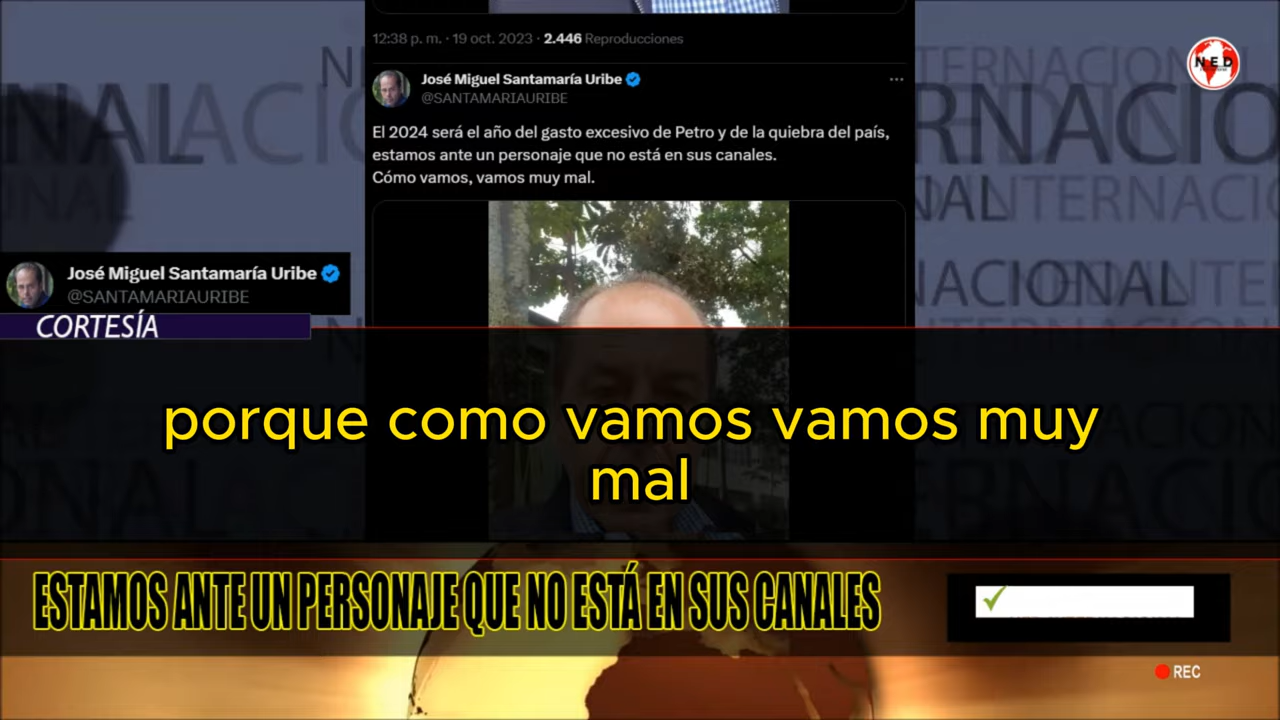 12:38 p. m. · 19 oct. 2023 · 2.446 Reproducciones
NED
José Miguel Santamaría Uribe
@SANTAMARIAURIBE
El 2024 será el año del gasto excesivo de Petro y de la quiebra del país,
estamos ante un personaje que no está en sus canales.
Cómo vamos, vamos muy mal.
José Miguel Santamaría Uribe
@SANTAMARIAURIBE
CORTESÍA
porque como vamos vamos muy
mal
ESTAMOS ANTE UN PERSONAJE QUE NO ESTÁ EN SUS CANALES
REC